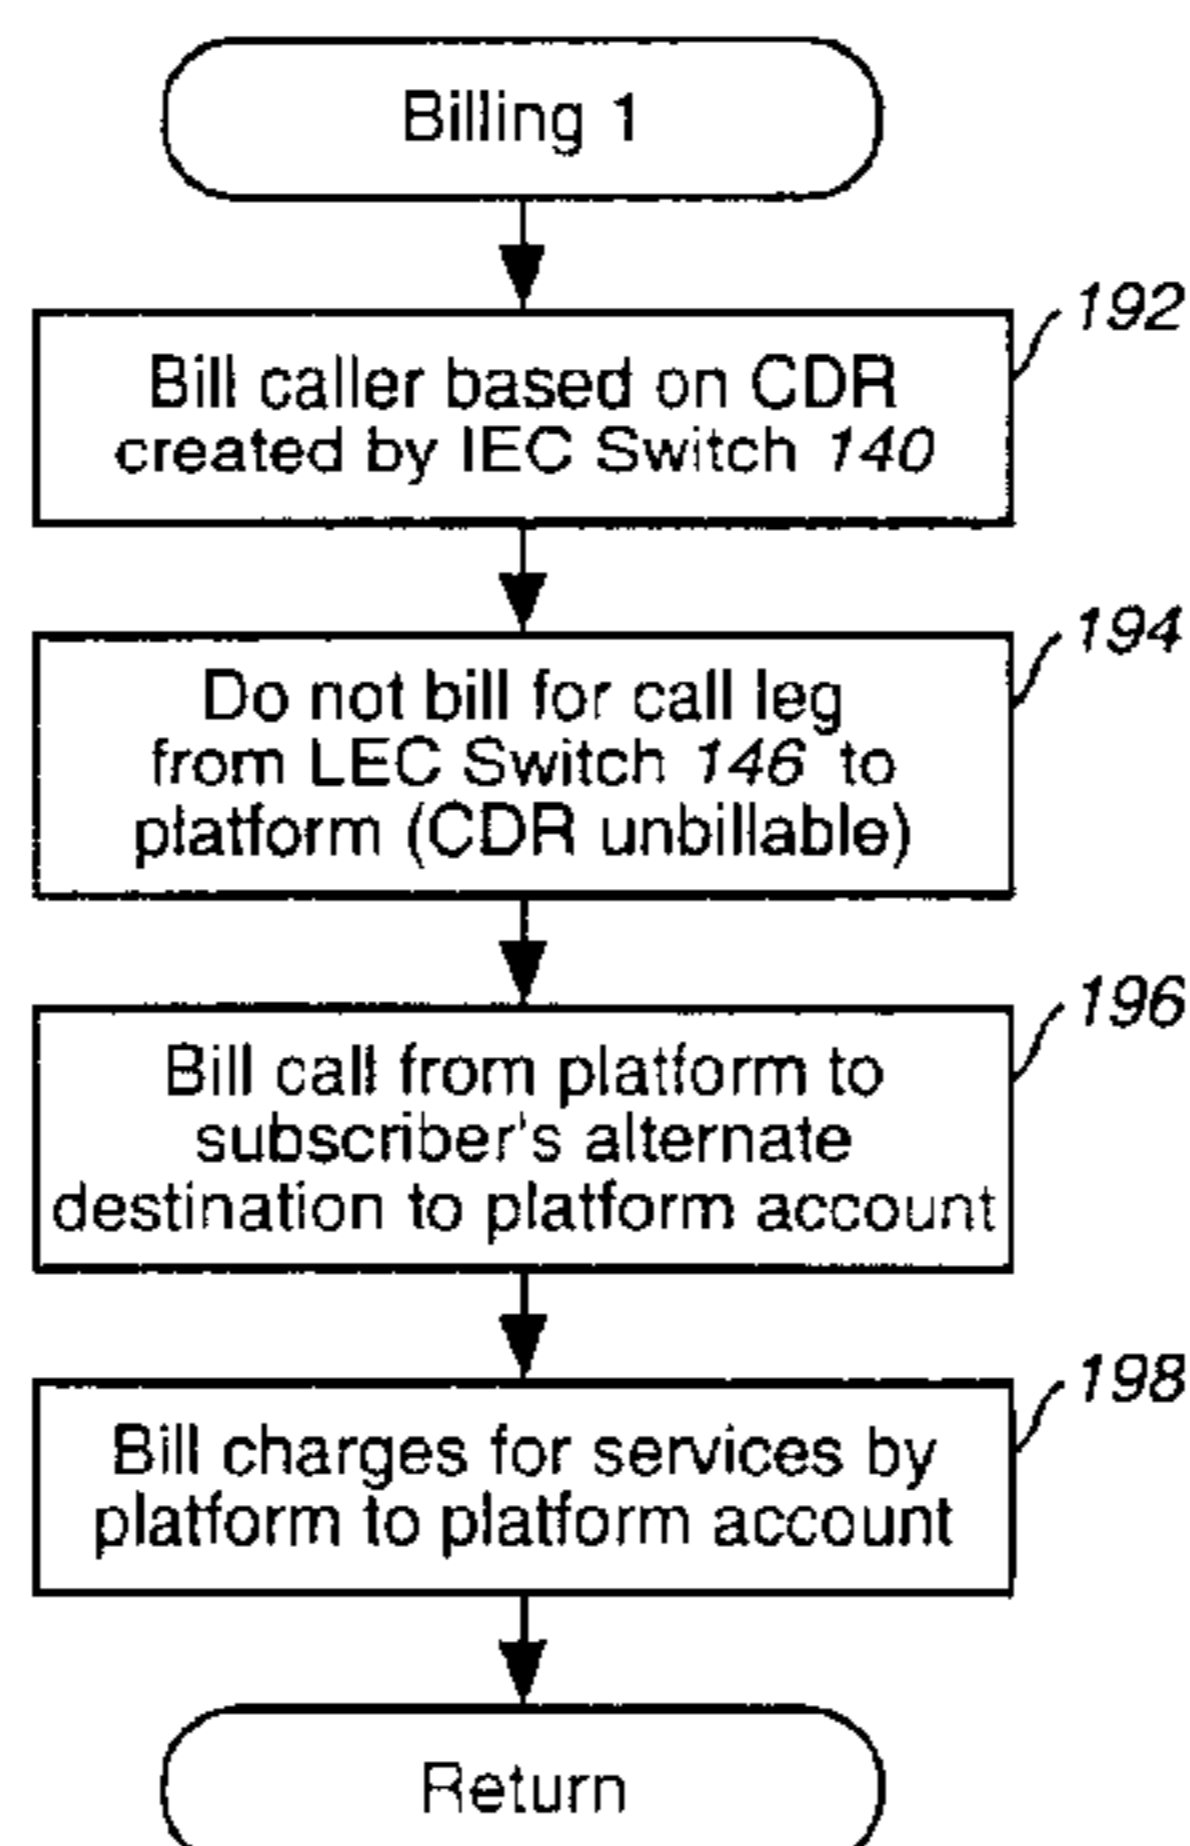 Billing 1
192
Bill caller based on CDR
created by IEC Switch 140
194
Do not bill for call leg
from LEC Switch 146 to
platform (CDR unbillable)
196
Bill call from platform to
subscriber's alternate
destination to platform account
198
Bill charges for services by
platform to platform account
Return